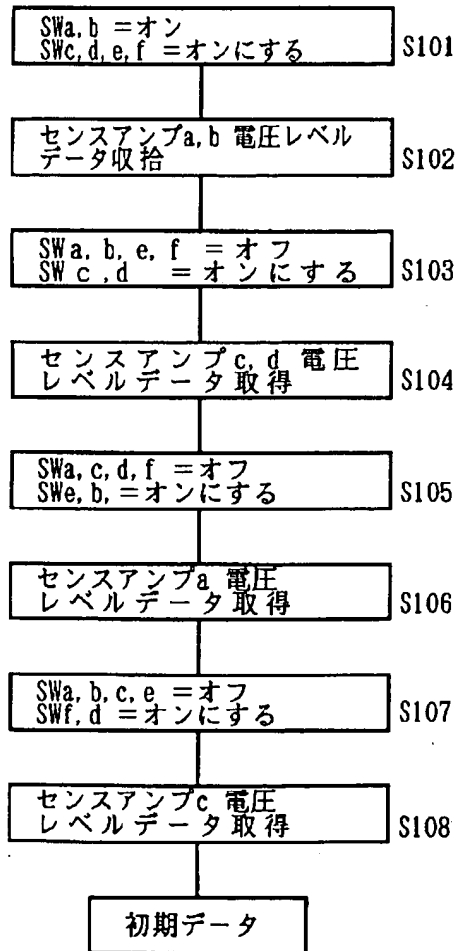 SWa,b =オン
SWc,d,e,f =オンにする
S101
センスアンプa,b 電圧レベル
データ収拾
S102
SWa,b,e,f =オフ
SWc,d =オンにする
S103
センスアンプc,d 電圧
レベルデータ取得
S104
SWa,c,d,f =オフ
SWe,b,=オンにする
S105
センスアンプa 電圧
レベルデータ取得
S106
SWa,b,c,e =オフ
SWf,d =オンにする
S107
センスアンプc 電圧
レベルデータ取得
S108
初期データ